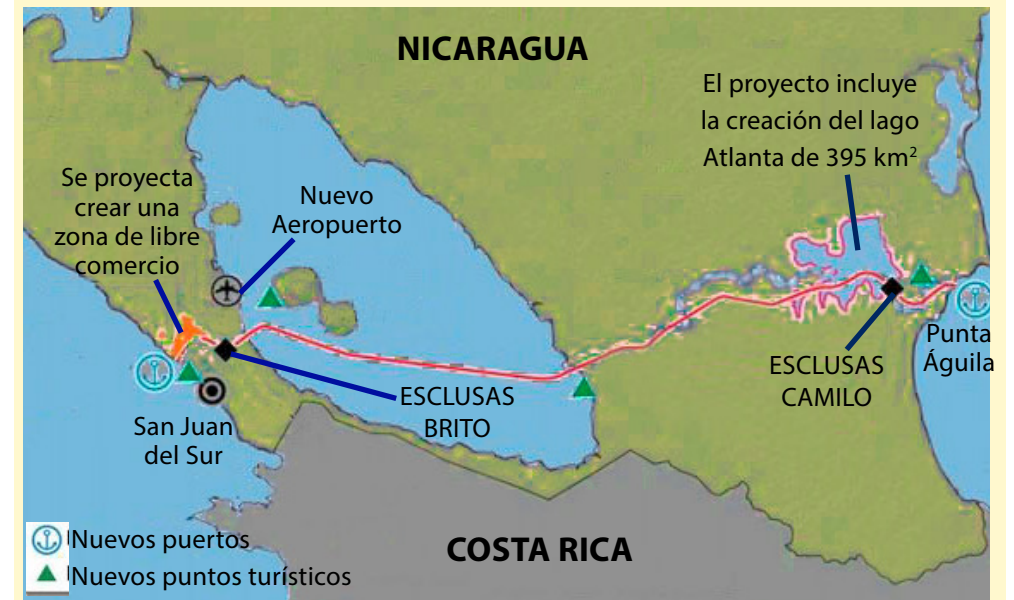 NICARAGUA
El proyecto incluye
la creación del lago
Atlanta de 395 km²
Se proyecta
crear una
zona de libre
comercio
Nuevo
Aeropuerto
Punta
Águila
ESCLUSAS
CAMILO
ESCLUSAS
BRITO
San Juan
del Sur
COSTA RICA
Nuevos puertos
Nuevos puntos turísticos